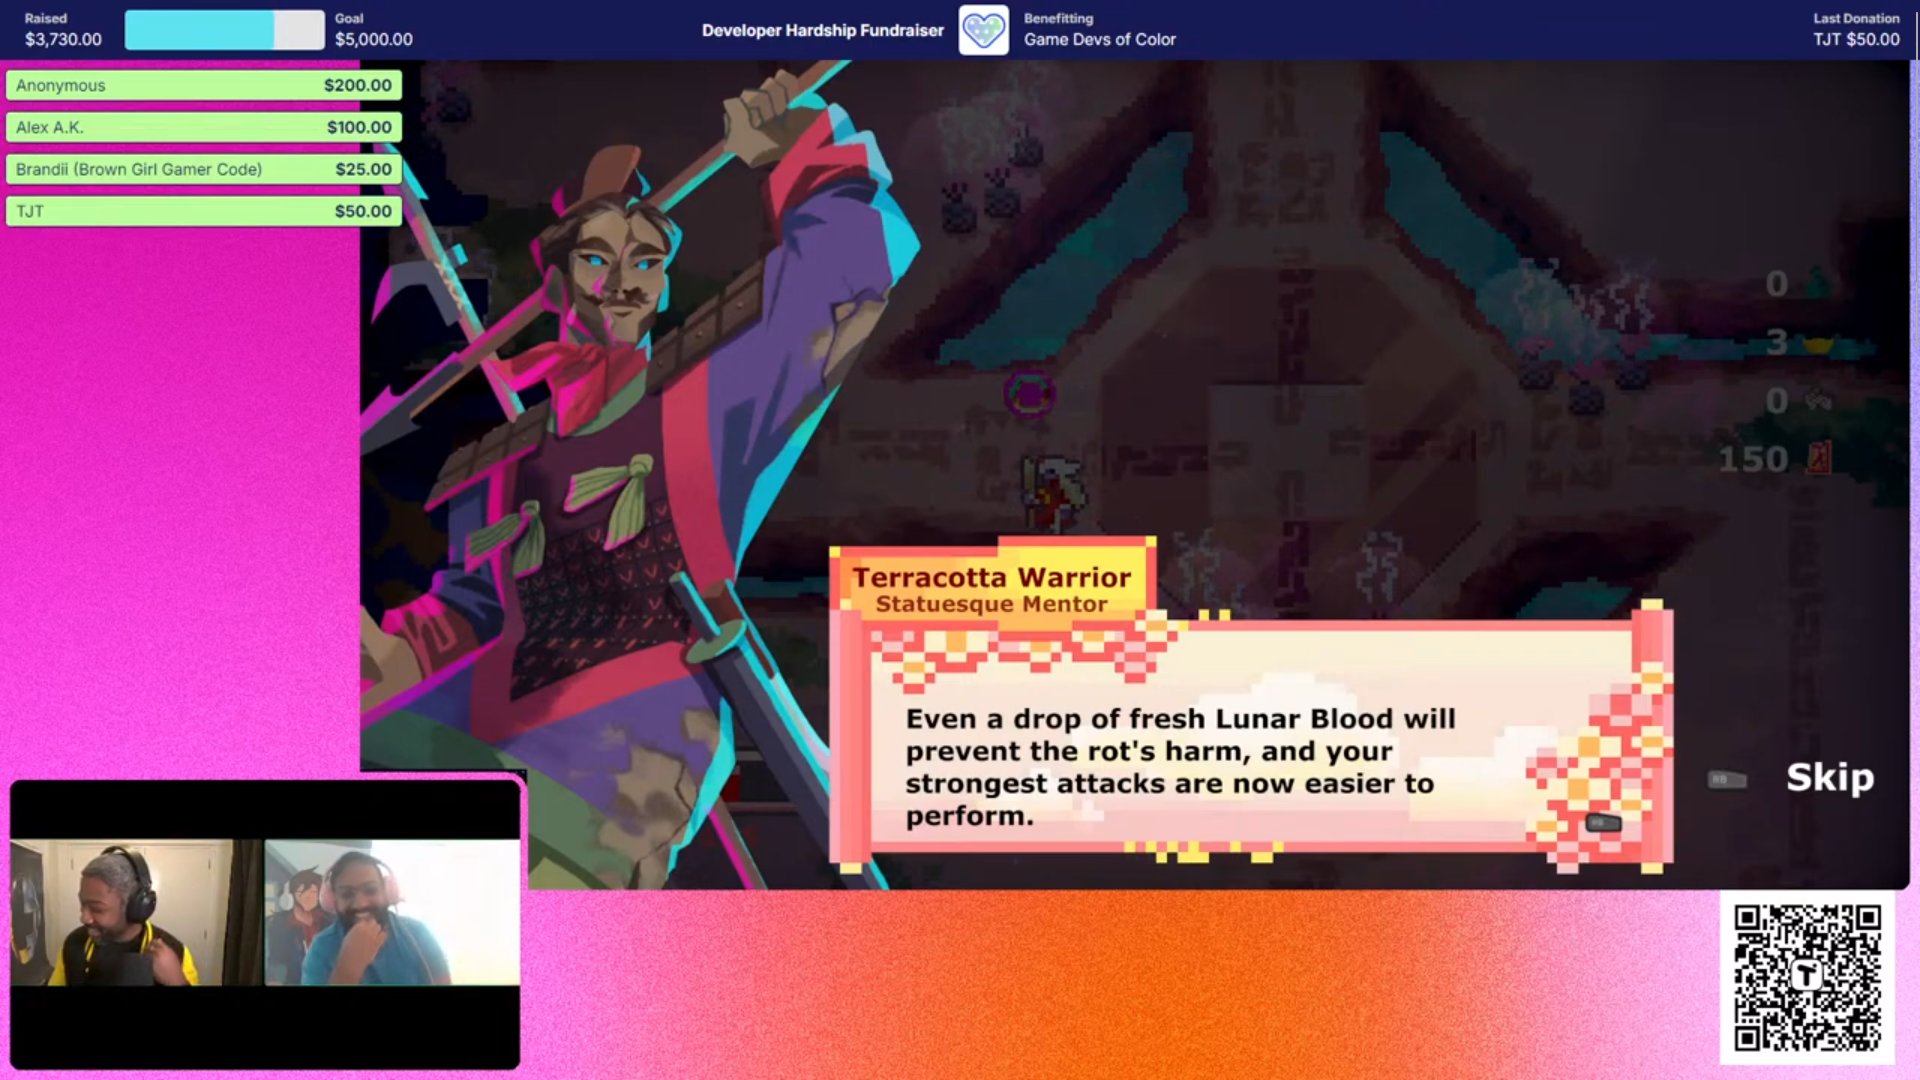 Raised
$3,730.00
Goal
$5,000.00
Developer Hardship Fundraiser
Benefitting
Game Devs of Color
Last Donation
TJT $50.00
Anonymous $200.00
Alex A.K. $100.00
Brandii (Brown Girl Gamer Code) $25.00
TJT $50.00
0
3
0
150
Terracotta Warrior
Statuesque Mentor
Even a drop of fresh Lunar Blood will
prevent the rot's harm, and your
strongest attacks are now easier to
perform.
RB
Skip
T